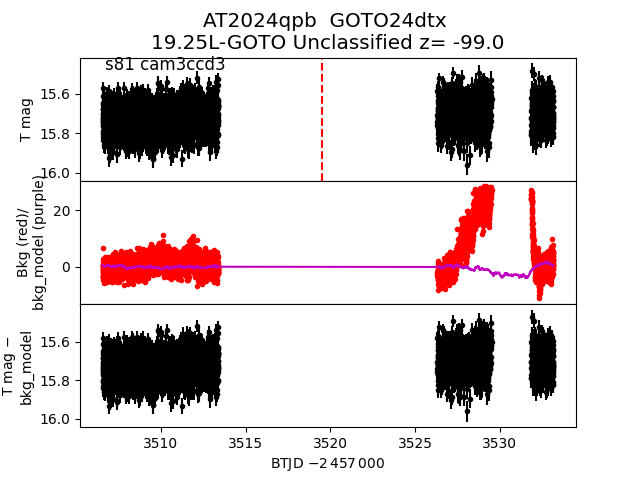 AT2024qpb  GOTO24dtx
19.25L-GOTO Unclassified z= -99.0
s81 cam3ccd3
T mag
15.6
15.8
16.0
Bkg (red)/
bkg_model (purple)
20
0
T mag −
bkg_model
15.6
15.8
16.0
3510
3515
3520
3525
3530
BTJD −2 457 000